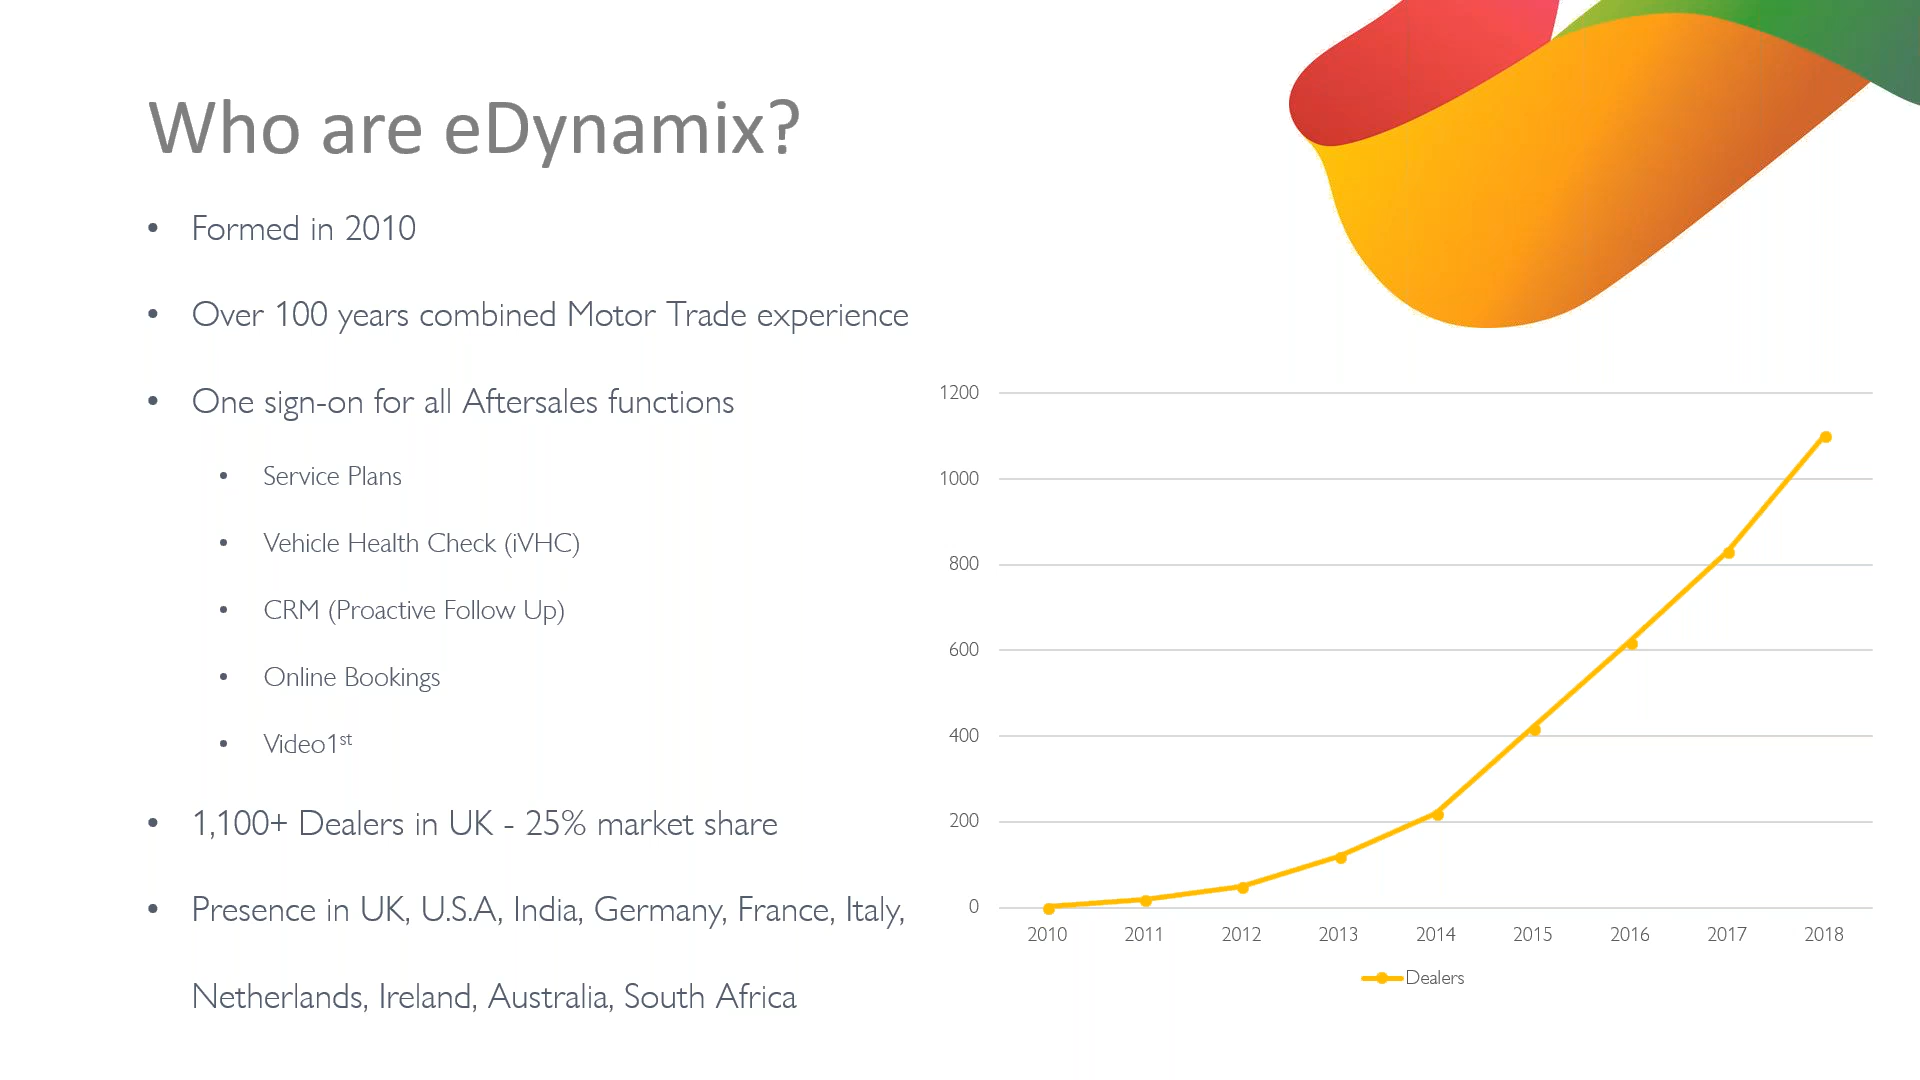 Who are eDynamix?
• Formed in 2010
• Over 100 years combined Motor Trade experience
• One sign-on for all Aftersales functions
• Service Plans
• Vehicle Health Check (iVHC)
• CRM (Proactive Follow Up)
• Online Bookings
• Video1st
• 1,100+ Dealers in UK - 25% market share
• Presence in UK, U.S.A, India, Germany, France, Italy,
Netherlands, Ireland, Australia, South Africa
1200
1000
800
600
400
200
0
2010 2011 2012 2013 2014 2015 2016 2017 2018
Dealers